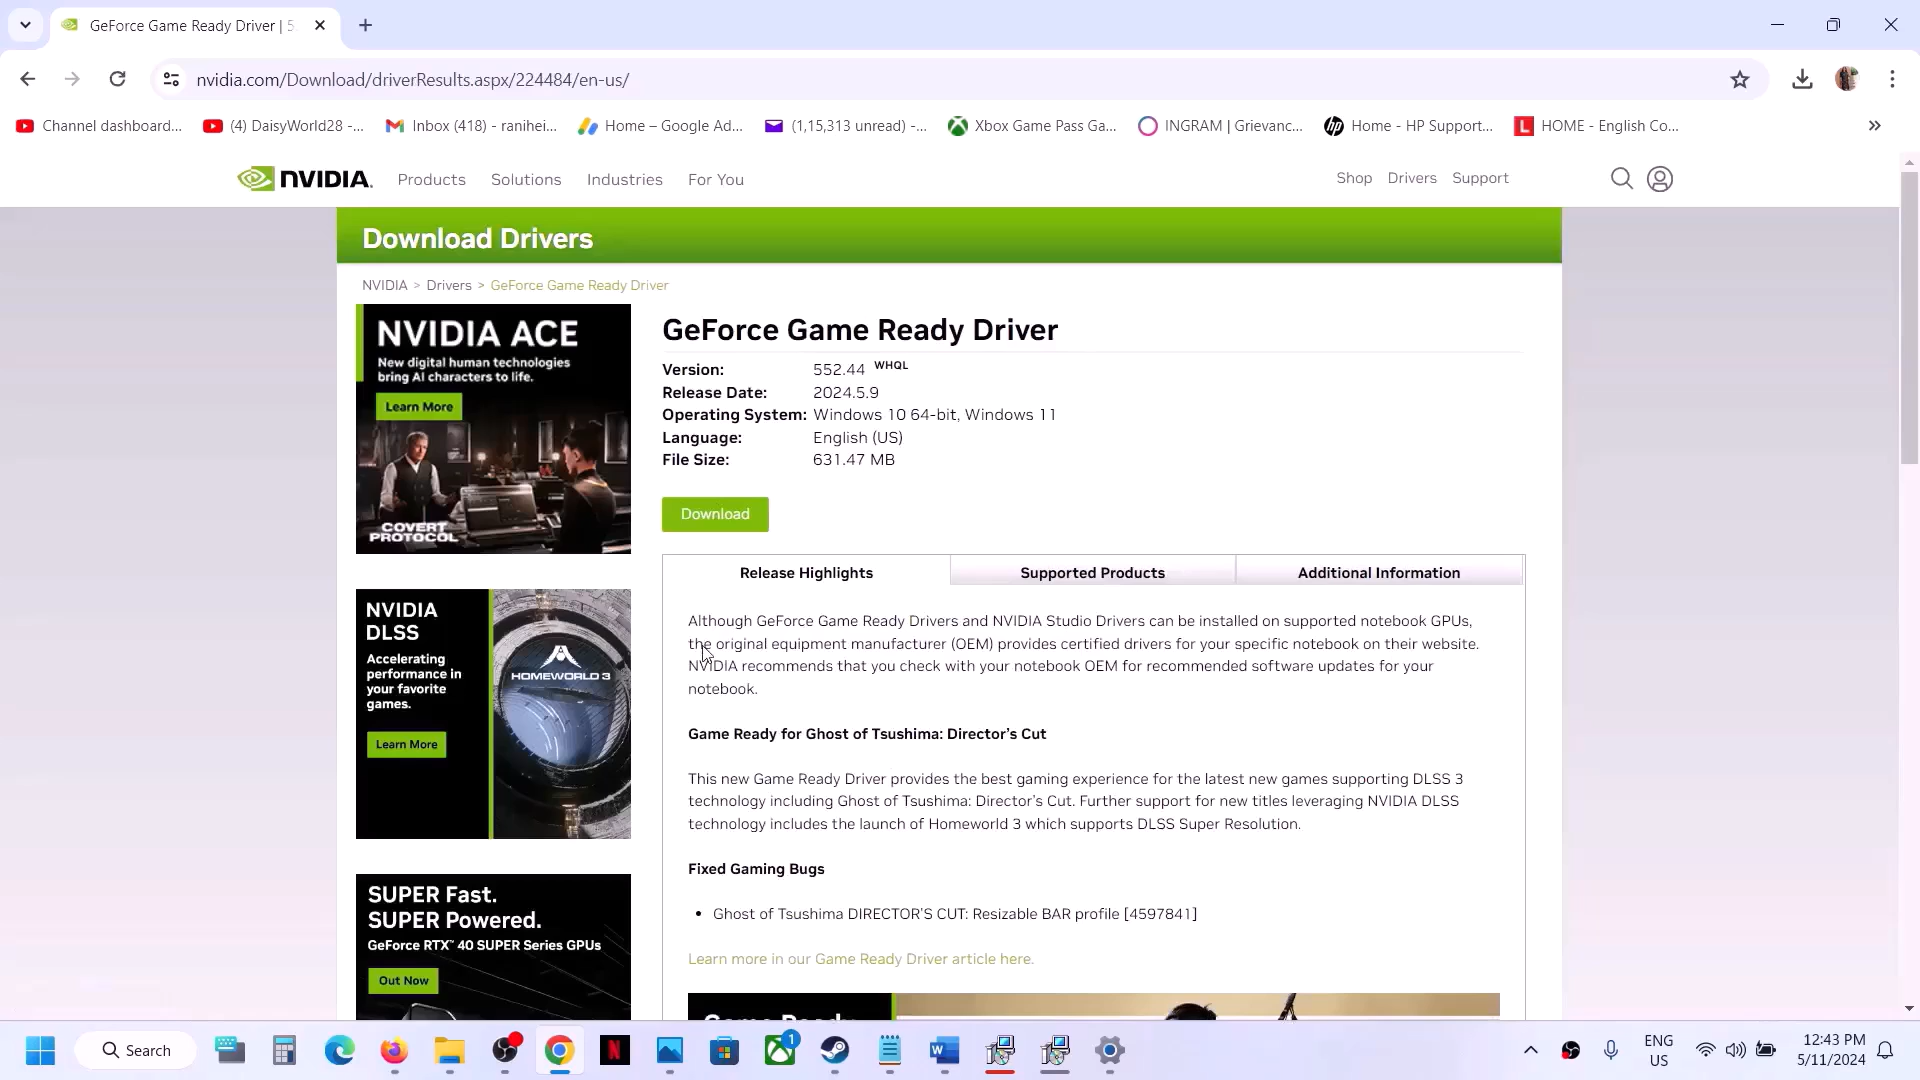 GeForce Game Ready Driver | 5
nvidia.com/Download/driverResults.aspx/224484/en-us/
Channel dashboard...
(4) DaisyWorld28 -...
Inbox (418) - ranihei...
Home – Google Ad...
(1,15,313 unread) -...
Xbox Game Pass Ga...
INGRAM | Grievanc...
Home - HP Support...
HOME - English Co...
NVIDIA.
Products
Solutions
Industries
For You
Shop
Drivers
Support
Download Drivers
NVIDIA > Drivers > GeForce Game Ready Driver
NVIDIA ACE
New digital human technologies
bring AI characters to life.
Learn More
COVERT
PROTOCOL
NVIDIA
DLSS
Accelerating
performance in
your favorite
games.
Learn More
HOMEWORLD 3
SUPER Fast.
SUPER Powered.
GeForce RTX™ 40 SUPER Series GPUs
Out Now
GeForce Game Ready Driver
Version: 552.44 WHQL
Release Date: 2024.5.9
Operating System: Windows 10 64-bit, Windows 11
Language: English (US)
File Size: 631.47 MB
Download
Release Highlights
Supported Products
Additional Information
Although GeForce Game Ready Drivers and NVIDIA Studio Drivers can be installed on supported notebook GPUs,
the original equipment manufacturer (OEM) provides certified drivers for your specific notebook on their website.
NVIDIA recommends that you check with your notebook OEM for recommended software updates for your
notebook.
Game Ready for Ghost of Tsushima: Director's Cut
This new Game Ready Driver provides the best gaming experience for the latest new games supporting DLSS 3
technology including Ghost of Tsushima: Director's Cut. Further support for new titles leveraging NVIDIA DLSS
technology includes the launch of Homeworld 3 which supports DLSS Super Resolution.
Fixed Gaming Bugs
• Ghost of Tsushima DIRECTOR'S CUT: Resizable BAR profile [4597841]
Learn more in our Game Ready Driver article here.
Game Ready
Search
1
ENG
US
12:43 PM
5/11/2024